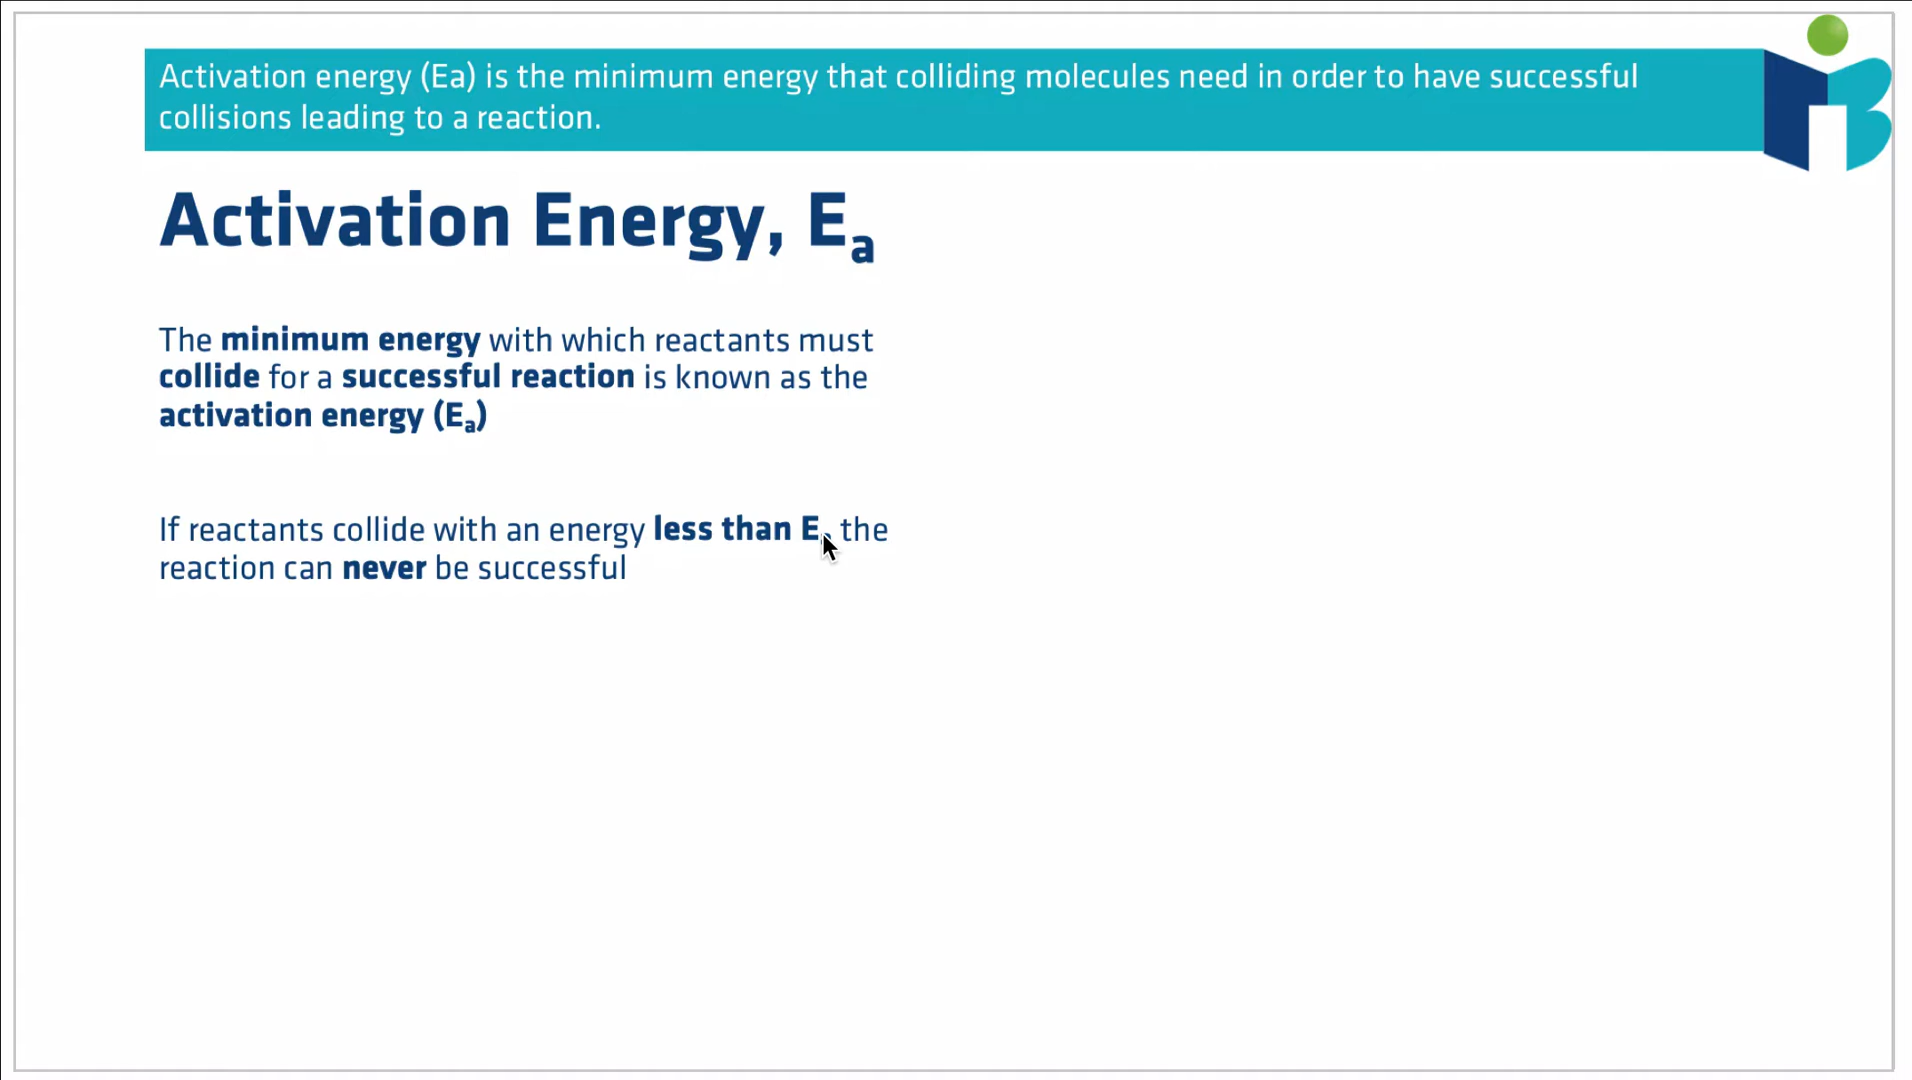 Activation energy (Ea) is the minimum energy that colliding molecules need in order to have successful
collisions leading to a reaction.
Activation Energy, Eₐ
The minimum energy with which reactants must
collide for a successful reaction is known as the
activation energy (Eₐ)
If reactants collide with an energy less than E the
reaction can never be successful